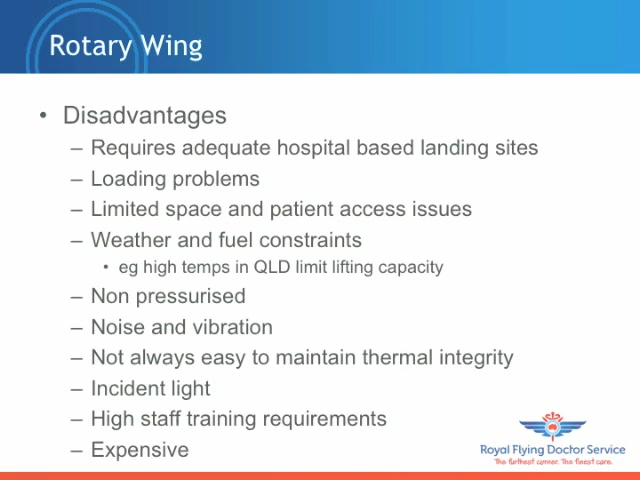 Rotary Wing
• Disadvantages
– Requires adequate hospital based landing sites
– Loading problems
– Limited space and patient access issues
– Weather and fuel constraints
• eg high temps in QLD limit lifting capacity
– Non pressurised
– Noise and vibration
– Not always easy to maintain thermal integrity
– Incident light
– High staff training requirements
– Expensive
Royal Flying Doctor Service
The furthest corner. The finest care.